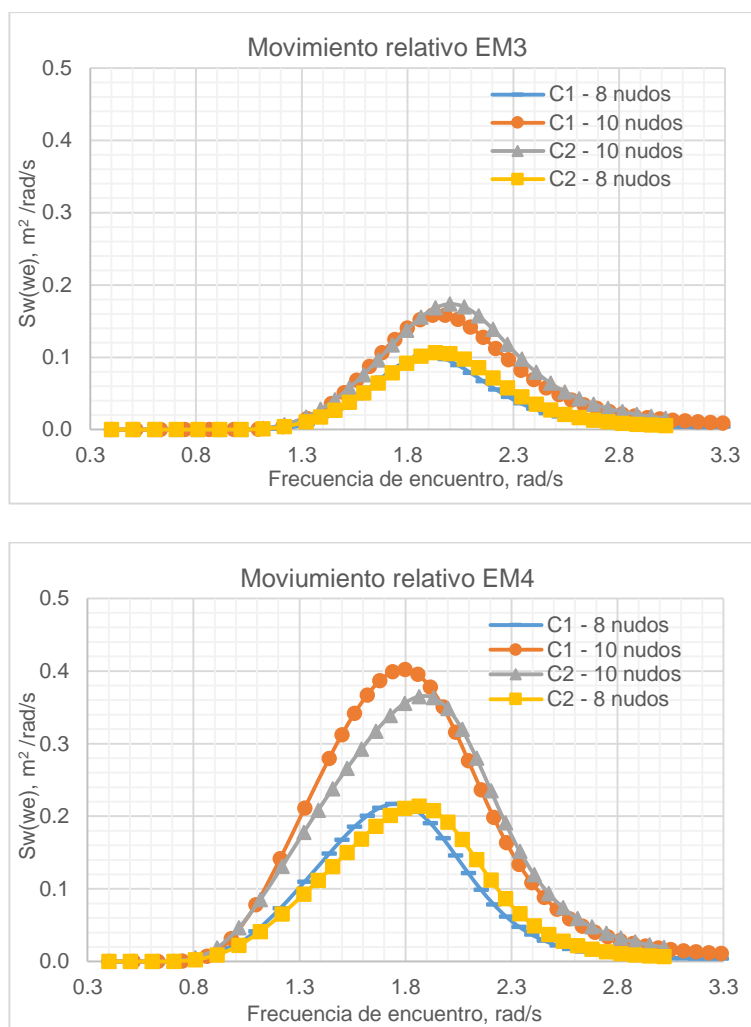 Movimiento relativo EM3
0.5
0.4
0.3
0.2
0.1
0.0
0.3 0.8 1.3 1.8 2.3 2.8 3.3
Sw(we), m² /rad/s
Frecuencia de encuentro, rad/s
C1 - 8 nudos
C1 - 10 nudos
C2 - 10 nudos
C2 - 8 nudos
Moviumiento relativo EM4
0.5
0.4
0.3
0.2
0.1
0.0
0.3 0.8 1.3 1.8 2.3 2.8 3.3
Sw(we), m² /rad/s
Frecuencia de encuentro, rad/s
C1 - 8 nudos
C1 - 10 nudos
C2 - 10 nudos
C2 - 8 nudos